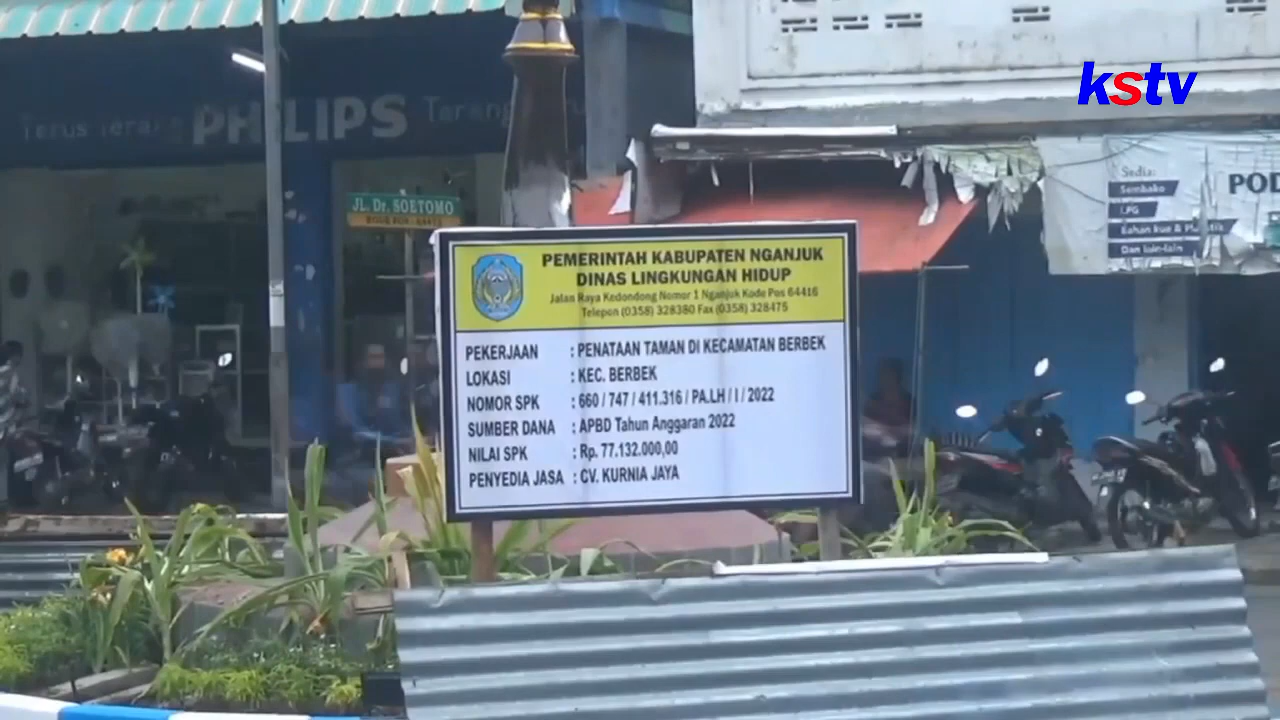 kstv
Terus Terang PHILIPS Terang
JL. Dr. SOETOMO
KODE POS : 64473
Sedia:
Sembako
LPG
Bahan kue & Plastik
Dan lain-lain
POD
PEMERINTAH KABUPATEN NGANJUK
DINAS LINGKUNGAN HIDUP
Jalan Raya Kedondong Nomor 1 Nganjuk Kode Pos 64416
Telepon (0358) 328380 Fax (0358) 328475
PEKERJAAN : PENATAAN TAMAN DI KECAMATAN BERBEK
LOKASI : KEC. BERBEK
NOMOR SPK : 660 / 747 / 411.316 / PA.LH / I / 2022
SUMBER DANA : APBD Tahun Anggaran 2022
NILAI SPK : Rp. 77.132.000,00
PENYEDIA JASA : CV. KURNIA JAYA